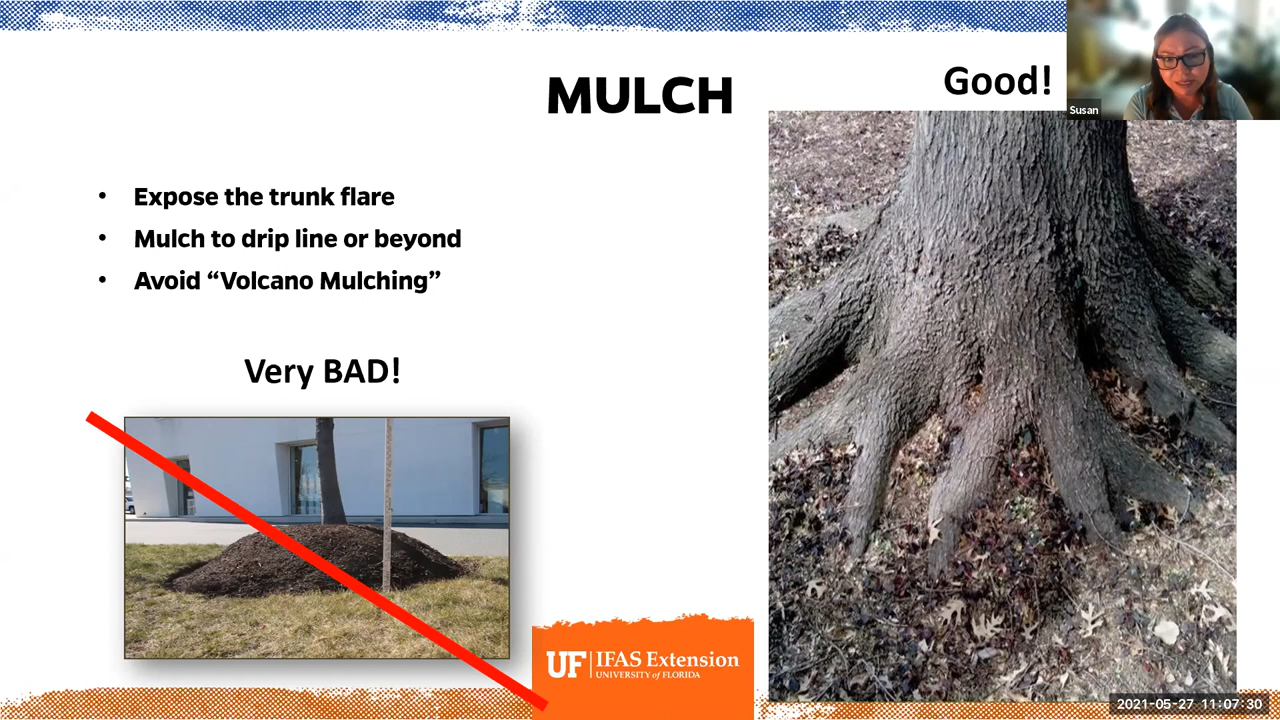 MULCH
Good!
Susan
• Expose the trunk flare
• Mulch to drip line or beyond
• Avoid “Volcano Mulching”
Very BAD!
UF IFAS Extension
UNIVERSITY of FLORIDA
2021-05-27 11:07:30